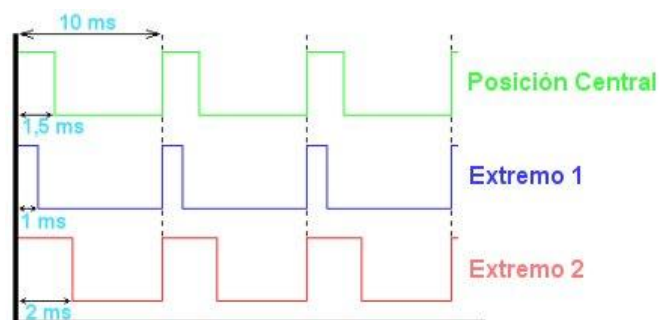 10 ms
Posición Central
1,5 ms
Extremo 1
1 ms
Extremo 2
2 ms